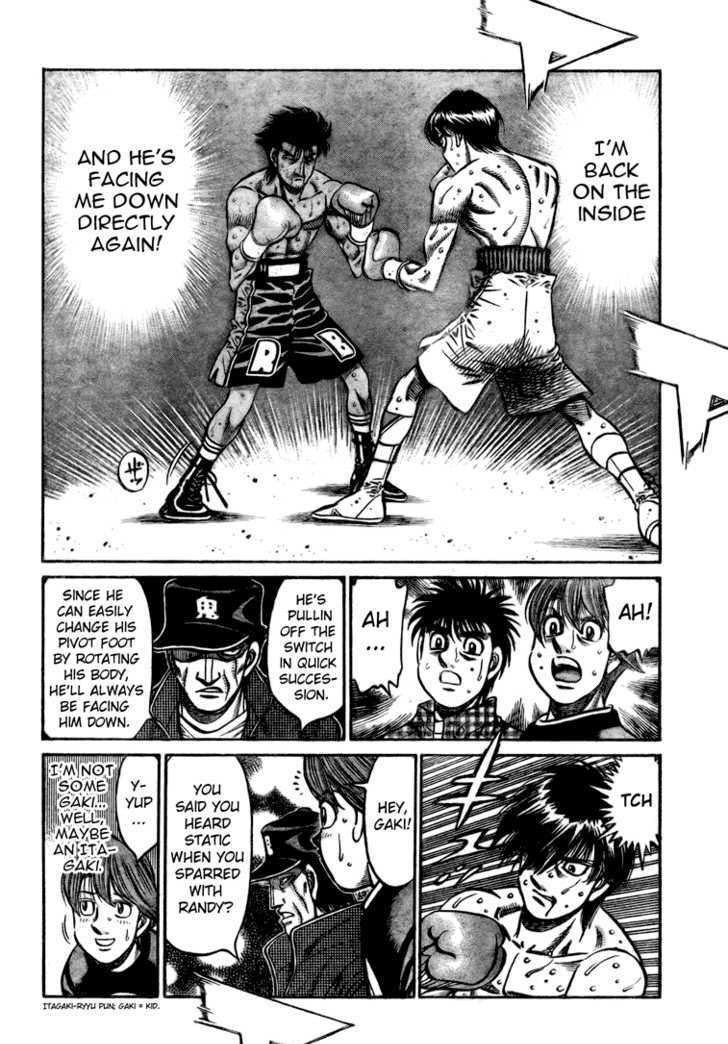 I'M
BACK
ON THE
INSIDE
AND HE'S
FACING
ME DOWN
DIRECTLY
AGAIN!
R
B
AH!
AH
...
HE'S
PULLIN
OFF THE
SWITCH
IN QUICK
SUCCES-
SION.
鬼
SINCE HE
CAN EASILY
CHANGE HIS
PIVOT FOOT
BY ROTATING
HIS BODY,
HE'LL ALWAYS
BE FACING
HIM DOWN.
TCH
HEY,
GAKI!
YOU
SAID YOU
HEARD
STATIC
WHEN YOU
SPARRED
WITH
RANDY?
Y-
YUP
...
I'M NOT
SOME
GAKI...
WELL,
MAYBE
AN ITA-
GAKI.
ITAGAKI-RYYU PUN; GAKI = KID.